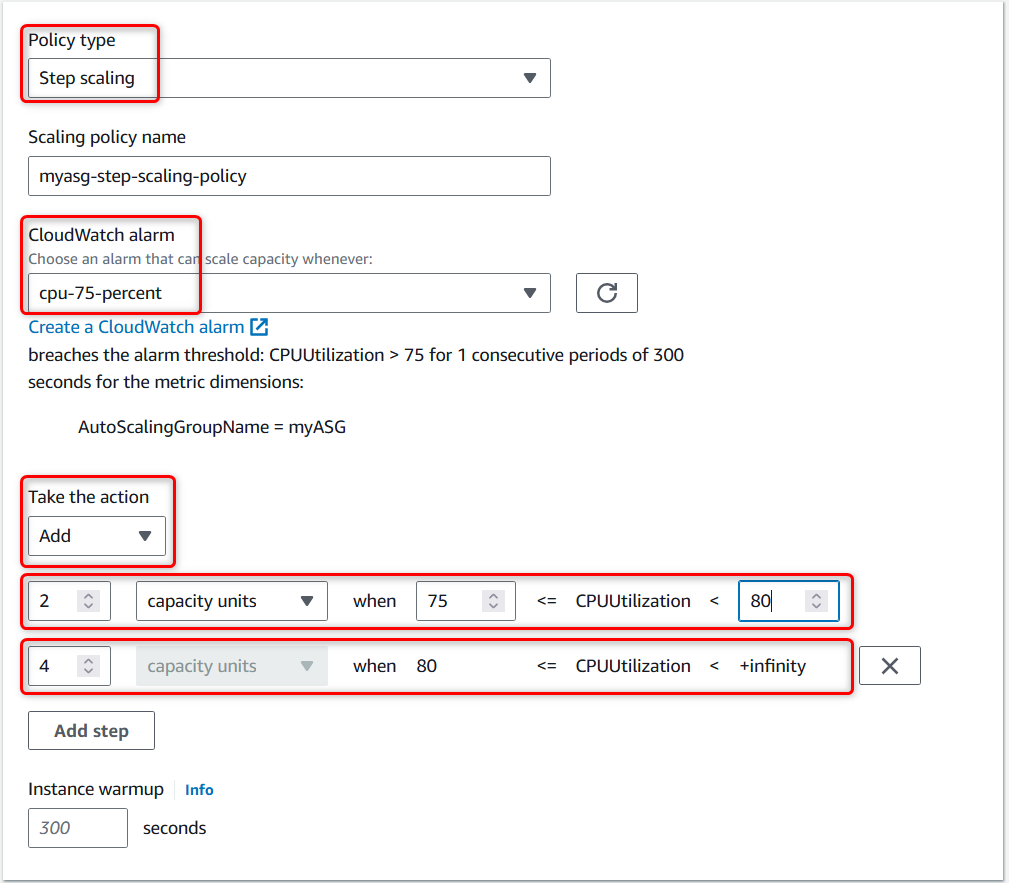 Policy type
Step scaling
Scaling policy name
myasg-step-scaling-policy
CloudWatch alarm
Choose an alarm that can scale capacity whenever:
cpu-75-percent
Create a CloudWatch alarm
breaches the alarm threshold: CPUUtilization > 75 for 1 consecutive periods of 300
seconds for the metric dimensions:
AutoScalingGroupName = myASG
Take the action
Add
2 capacity units when 75 <= CPUUtilization < 80
4 capacity units when 80 <= CPUUtilization < +infinity
Add step
Instance warmup Info
300 seconds